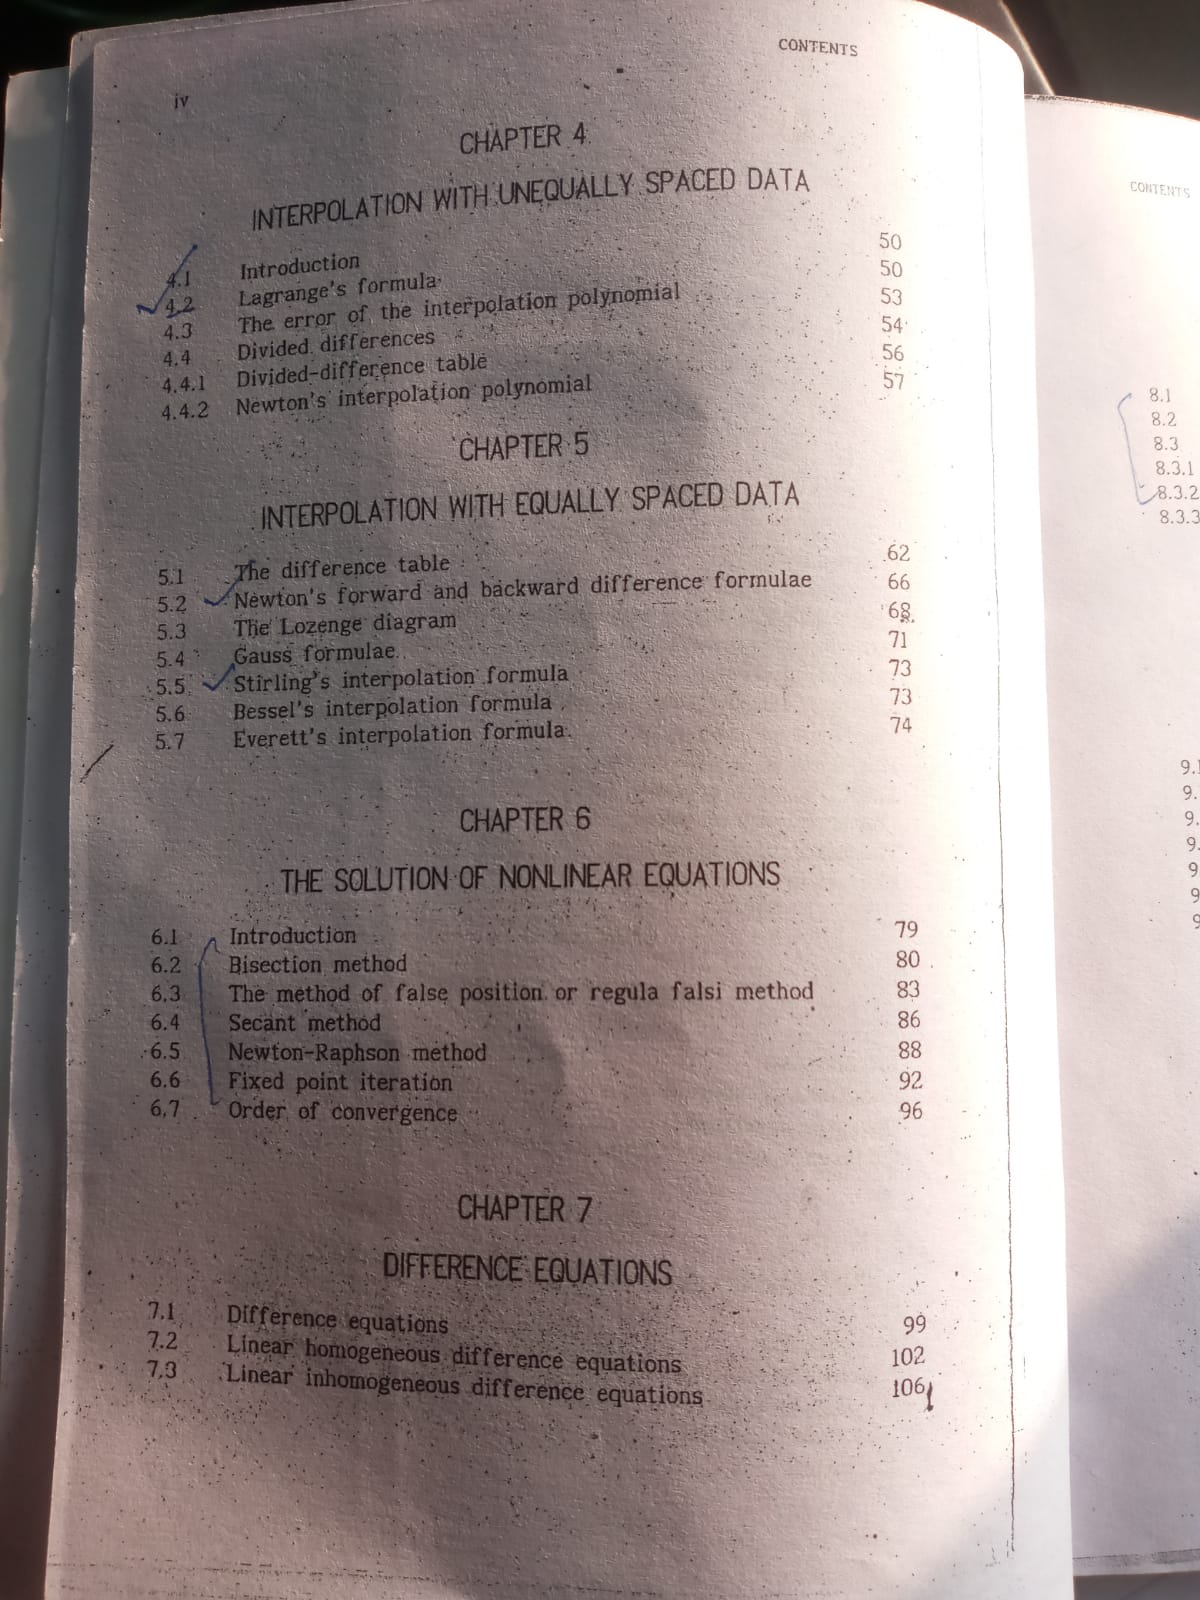 CONTENTS
iv
CHAPTER 4
INTERPOLATION WITH UNEQUALLY SPACED DATA
4.1 Introduction 50
4.2 Lagrange's formula 50
4.3 The error of the interpolation polynomial 53
4.4 Divided differences 54
4.4.1 Divided-difference table 56
4.4.2 Newton's interpolation polynomial 57
CHAPTER 5
INTERPOLATION WITH EQUALLY SPACED DATA
5.1 The difference table 62
5.2 Newton's forward and backward difference formulae 66
5.3 The Lozenge diagram 68
5.4 Gauss formulae 71
5.5 Stirling's interpolation formula 73
5.6 Bessel's interpolation formula 73
5.7 Everett's interpolation formula 74
CHAPTER 6
THE SOLUTION OF NONLINEAR EQUATIONS
6.1 Introduction 79
6.2 Bisection method 80
6.3 The method of false position or regula falsi method 83
6.4 Secant method 86
6.5 Newton-Raphson method 88
6.6 Fixed point iteration 92
6.7 Order of convergence 96
CHAPTER 7
DIFFERENCE EQUATIONS
7.1 Difference equations 99
7.2 Linear homogeneous difference equations 102
7.3 Linear inhomogeneous difference equations 106
CONTENTS
8.1
8.2
8.3
8.3.1
8.3.2
8.3.3